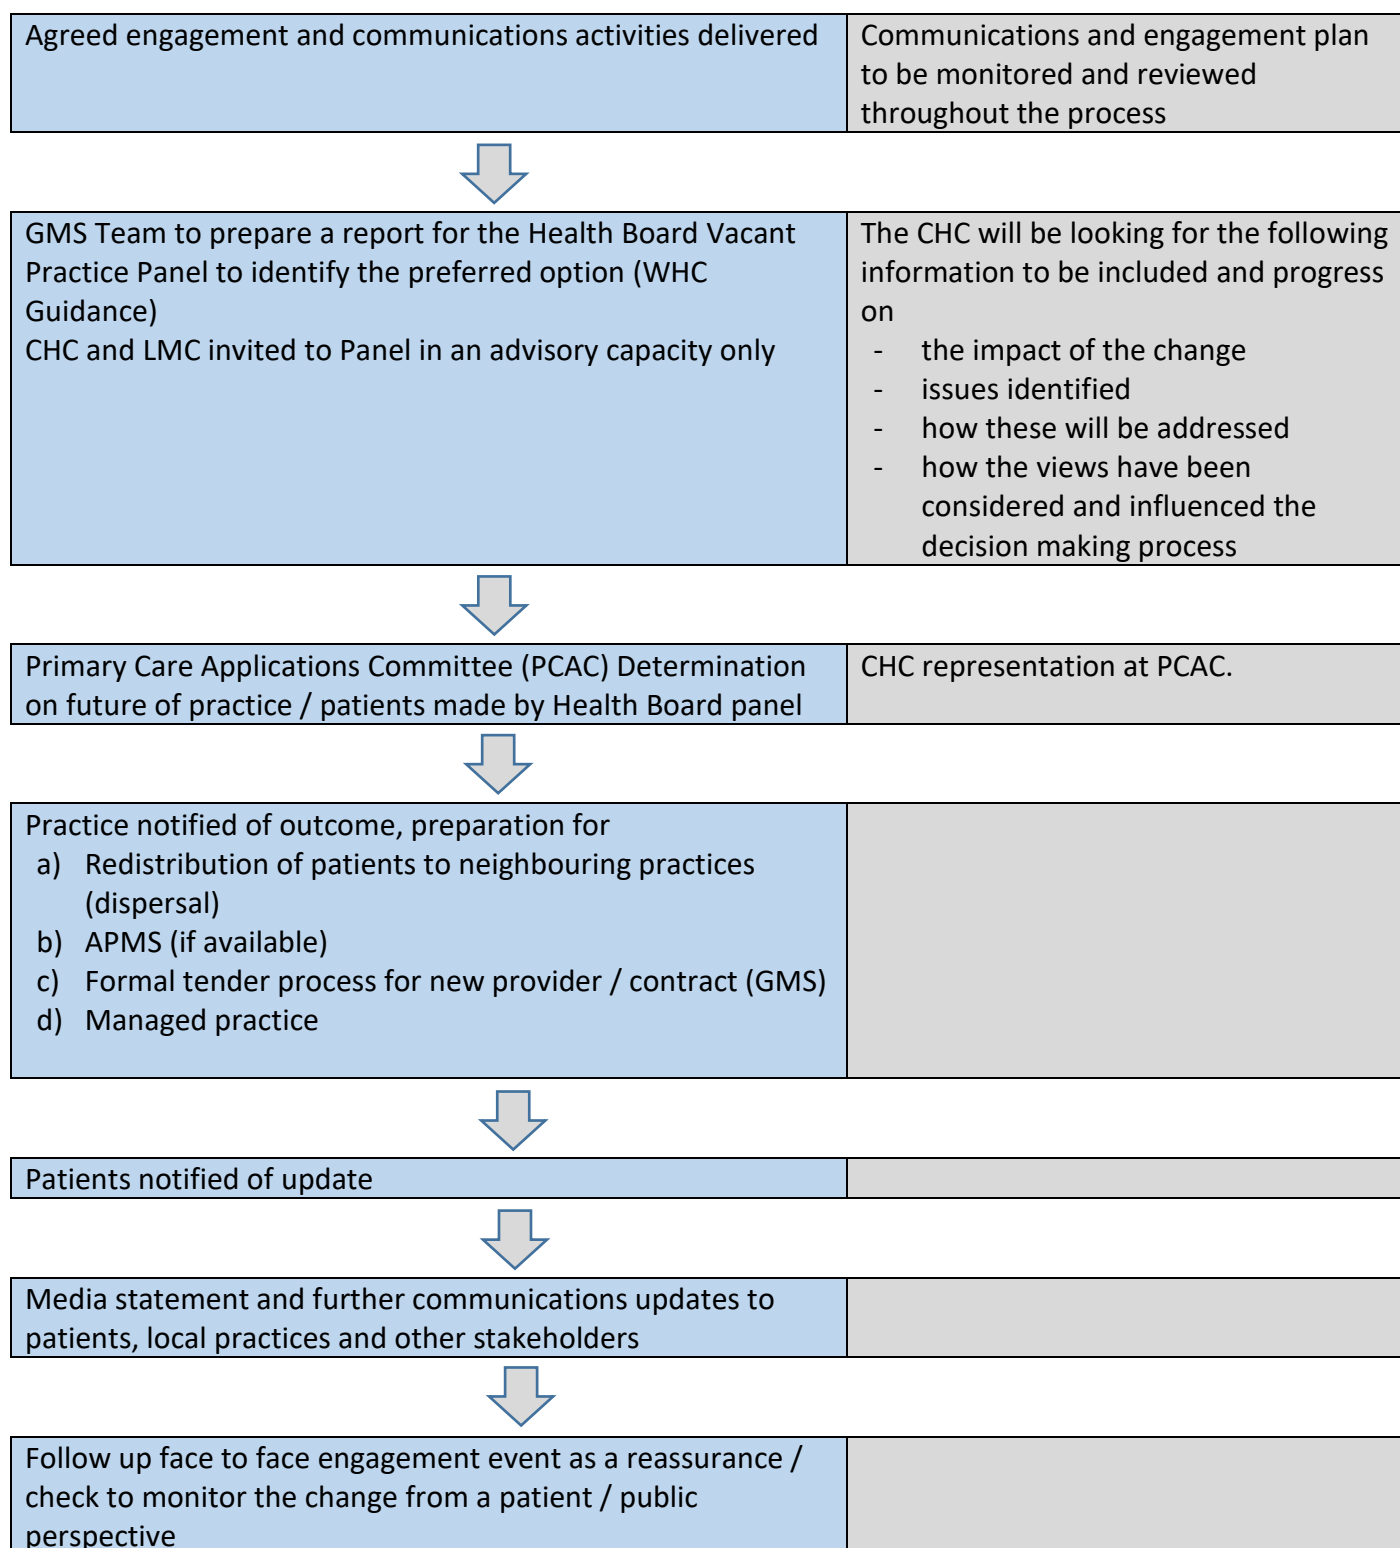 Agreed engagement and communications activities delivered
Communications and engagement plan
to be monitored and reviewed
throughout the process
GMS Team to prepare a report for the Health Board Vacant
Practice Panel to identify the preferred option (WHC
Guidance)
CHC and LMC invited to Panel in an advisory capacity only
The CHC will be looking for the following
information to be included and progress
on
- the impact of the change
- issues identified
- how these will be addressed
- how the views have been
considered and influenced the
decision making process
Primary Care Applications Committee (PCAC) Determination
on future of practice / patients made by Health Board panel
CHC representation at PCAC.
Practice notified of outcome, preparation for
a) Redistribution of patients to neighbouring practices
(dispersal)
b) APMS (if available)
c) Formal tender process for new provider / contract (GMS)
d) Managed practice
Patients notified of update
Media statement and further communications updates to
patients, local practices and other stakeholders
Follow up face to face engagement event as a reassurance /
check to monitor the change from a patient / public
perspective